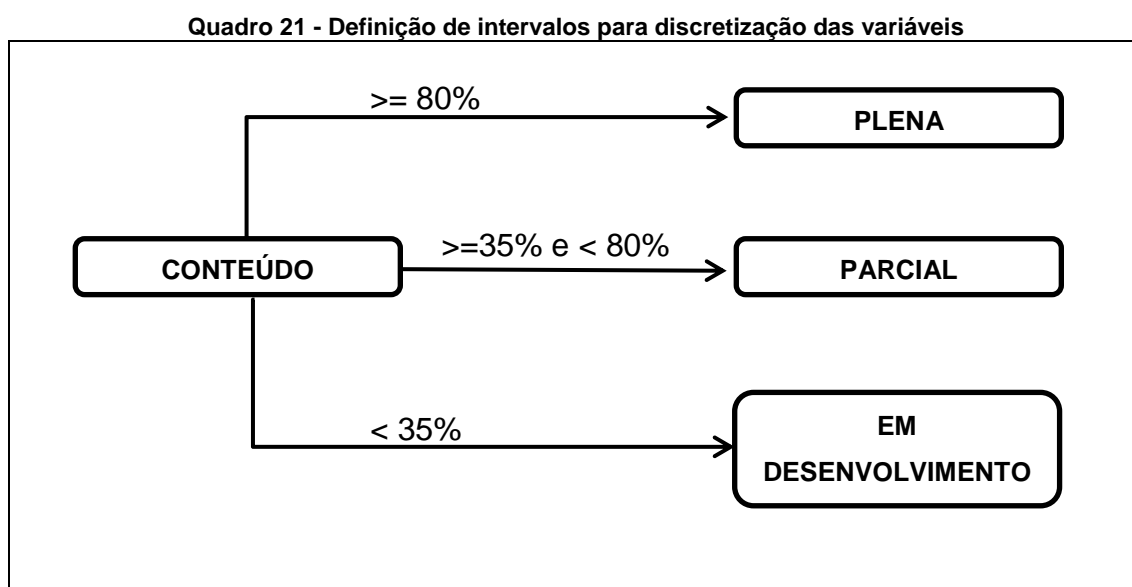 Quadro 21 - Definição de intervalos para discretização das variáveis
>= 80%
PLENA
CONTEÚDO
>=35% e < 80%
PARCIAL
< 35%
EM
DESENVOLVIMENTO